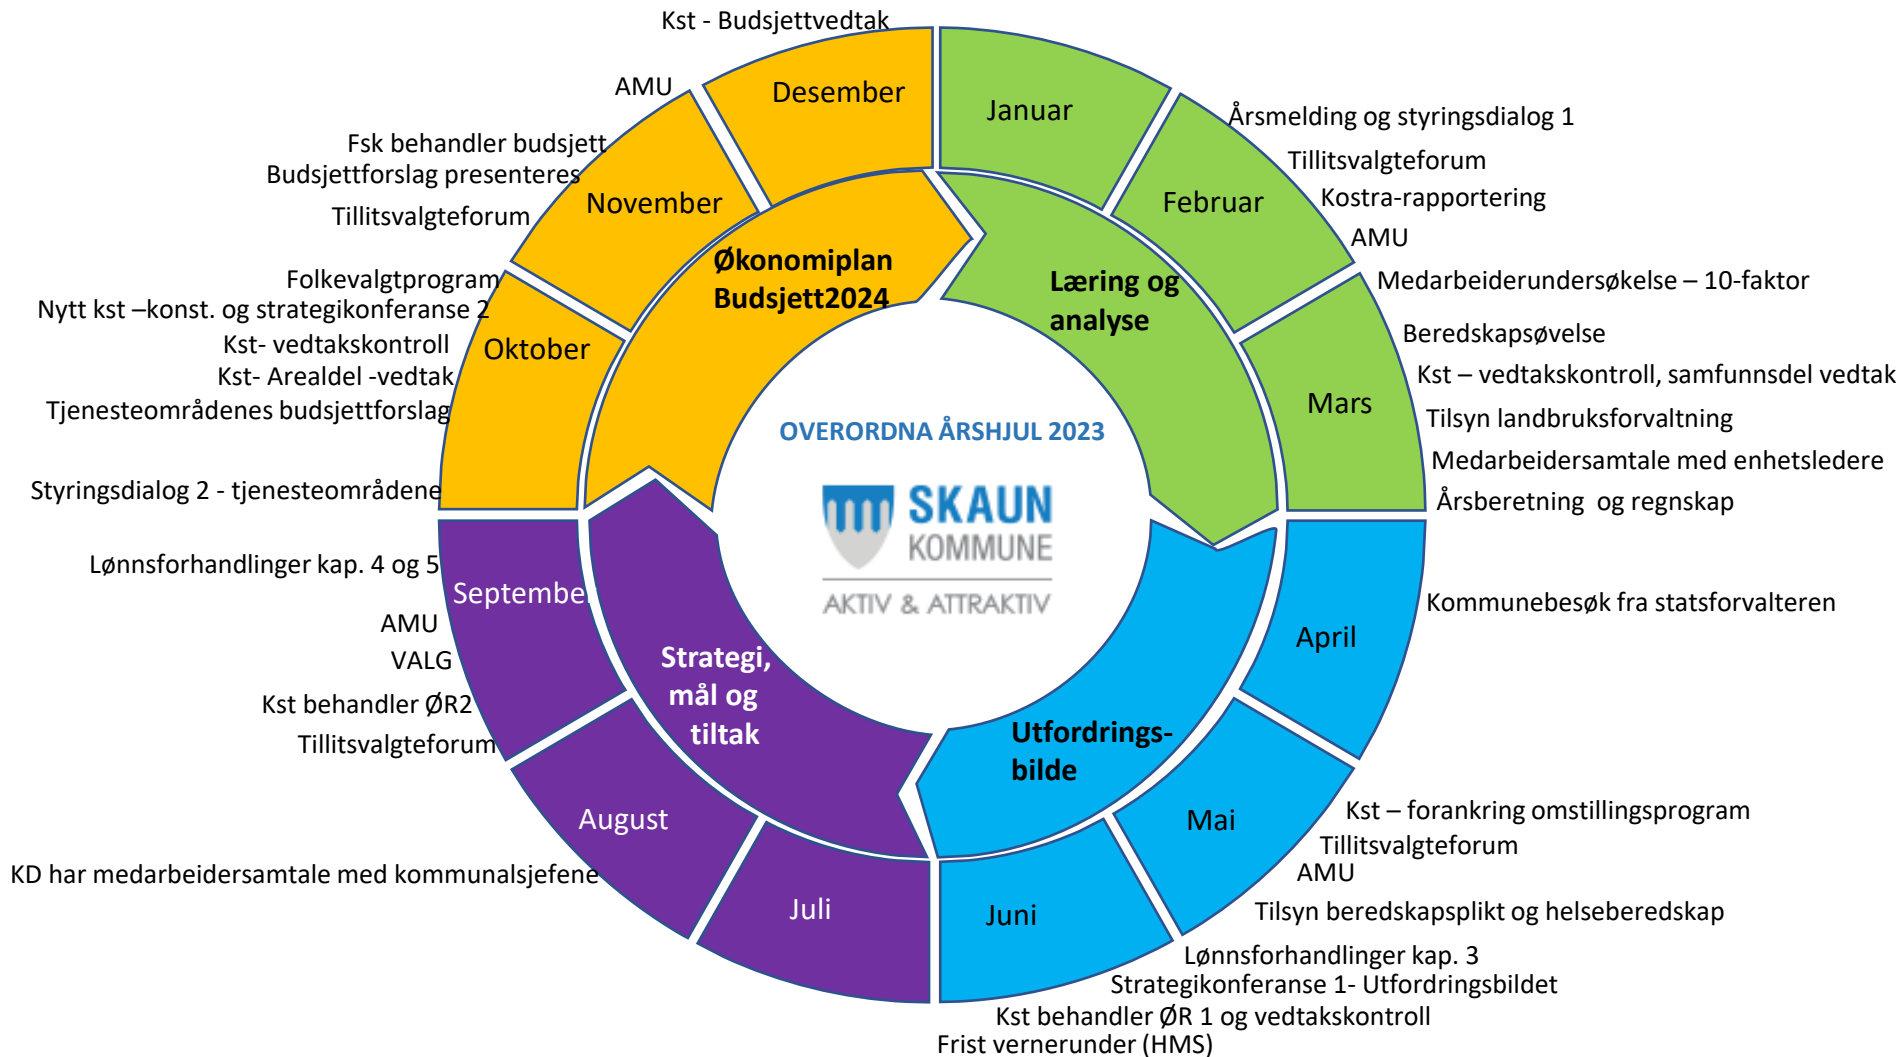 Kst - Budsjettvedtak
AMU
Fsk behandler budsjett
Budsjettforslag presenteres
Tillitsvalgteforum
Folkevalgtprogram
Nytt kst –konst. og strategikonferanse 2
Kst- vedtakskontroll
Kst- Arealdel -vedtak
Tjenesteområdenes budsjettforslag
Styringsdialog 2 - tjenesteområdene
Lønnsforhandlinger kap. 4 og 5
AMU
VALG
Kst behandler ØR2
Tillitsvalgteforum
KD har medarbeidersamtale med kommunalsjefene
Desember
November
Oktober
September
August
Juli
Januar
Februar
Mars
April
Mai
Juni
Økonomiplan
Budsjett2024
Læring og
analyse
Strategi,
mål og
tiltak
Utfordrings-
bilde
OVERORDNA ÅRSHJUL 2023
SKAUN
KOMMUNE
AKTIV & ATTRAKTIV
Årsmelding og styringsdialog 1
Tillitsvalgteforum
Kostra-rapportering
AMU
Medarbeiderundersøkelse – 10-faktor
Beredskapsøvelse
Kst – vedtakskontroll, samfunnsdel vedtak
Tilsyn landbruksforvaltning
Medarbeidersamtale med enhetsledere
Årsberetning og regnskap
Kommunebesøk fra statsforvalteren
Kst – forankring omstillingsprogram
Tillitsvalgteforum
AMU
Tilsyn beredskapsplikt og helseberedskap
Lønnsforhandlinger kap. 3
Strategikonferanse 1- Utfordringsbildet
Kst behandler ØR 1 og vedtakskontroll
Frist vernerunder (HMS)